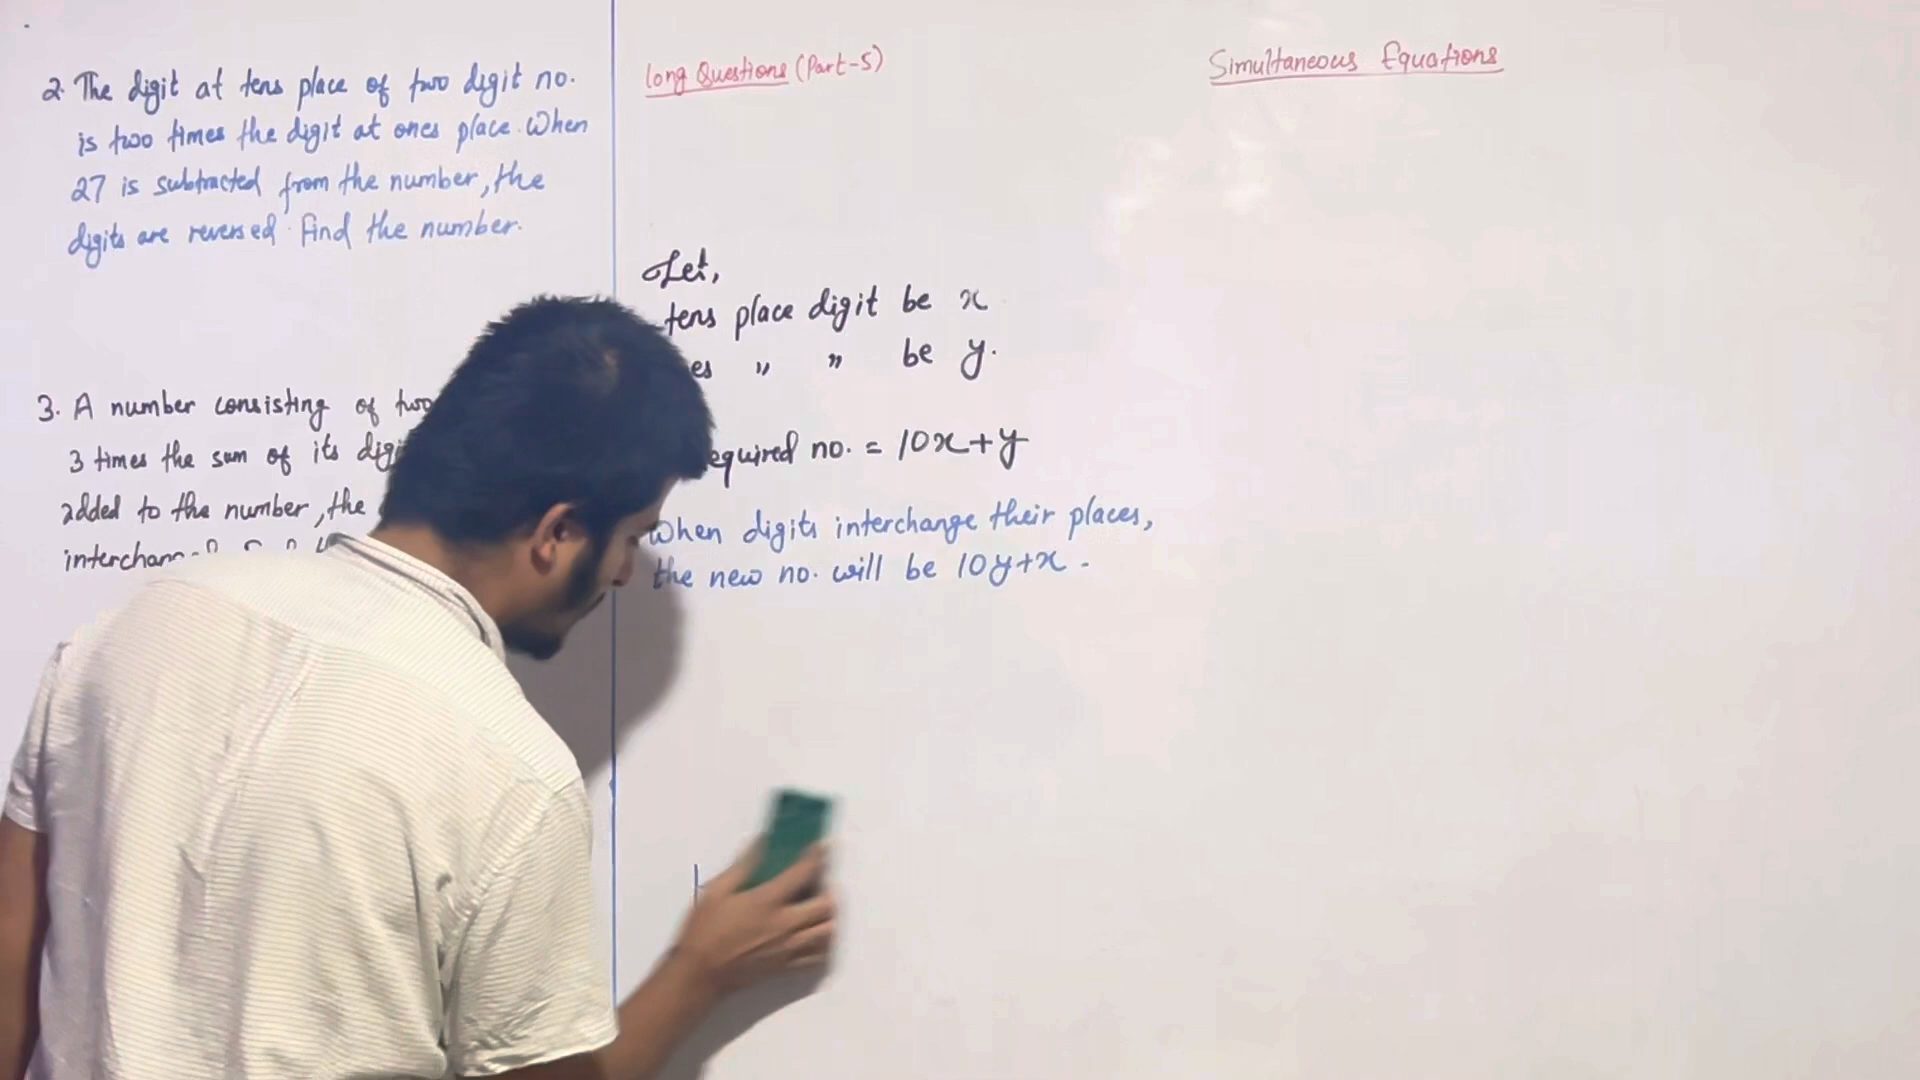 2. The digit at tens place of two digit no.
is two times the digit at ones place. When
27 is subtracted from the number, the
digits are reversed. Find the number.
3. A number consisting of two
3 times the sum of its
added to the number, the
Long Questions (Part-5)
Simultaneous Equations
Let,
tens place digit be x
" " be y.
no. = 10x+y
When digits interchange their places,
the new no. will be 10y+x.